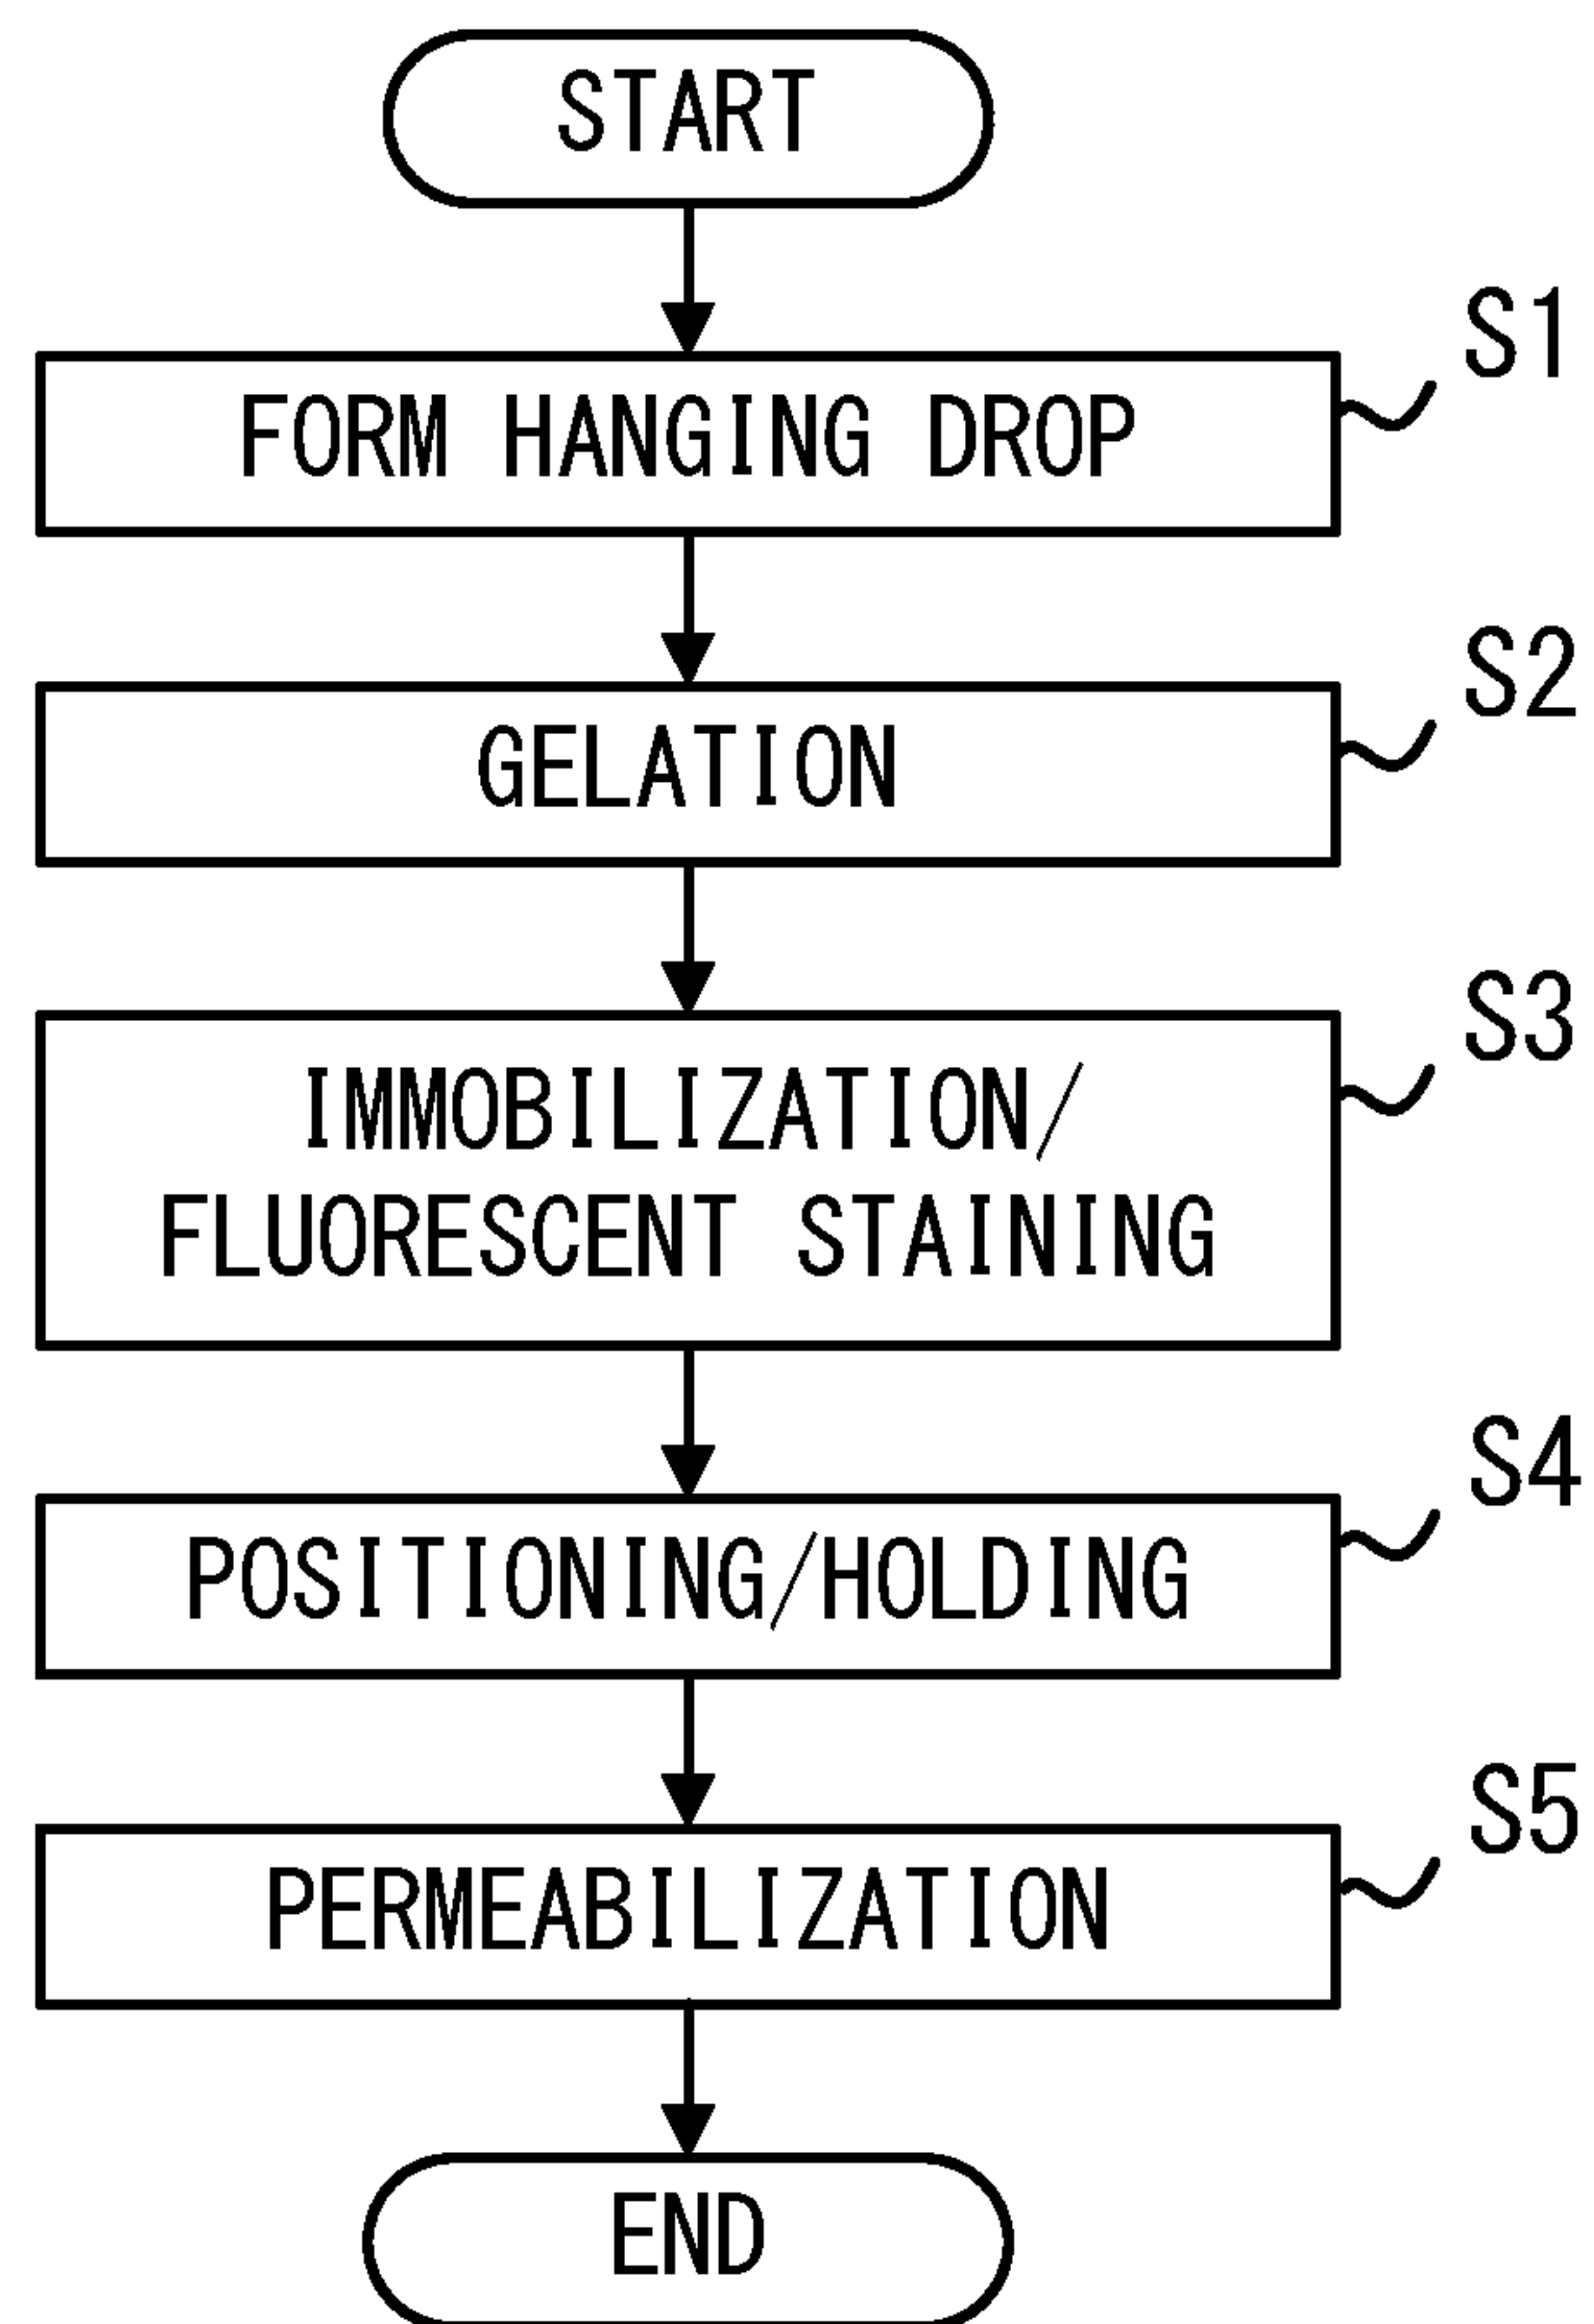 START
S1
FORM HANGING DROP
S2
GELATION
S3
IMMOBILIZATION/
FLUORESCENT STAINING
S4
POSITIONING/HOLDING
S5
PERMEABILIZATION
END